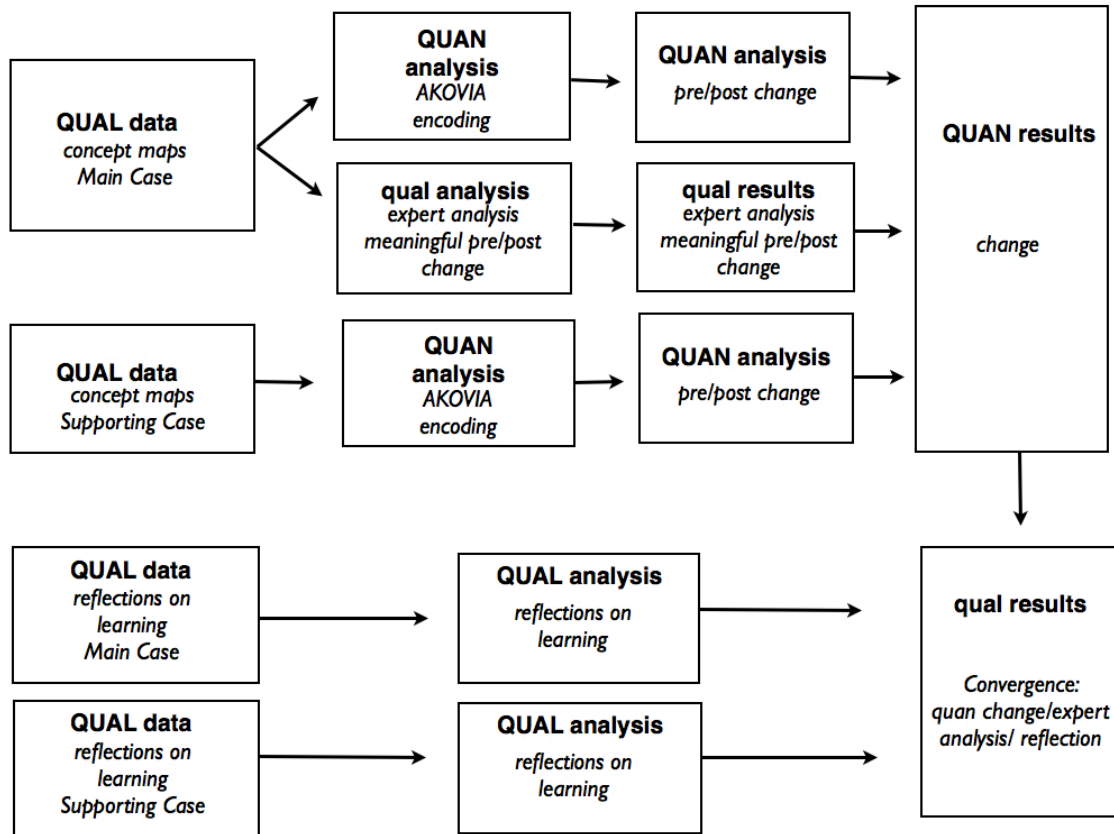 QUAL data
concept maps
Main Case
QUAN
analysis
AKOVIA
encoding
QUAN analysis
pre/post change
qual analysis
expert analysis
meaningful pre/post
change
qual results
expert analysis
meaningful pre/post
change
QUAN results
change
QUAL data
concept maps
Supporting Case
QUAN
analysis
AKOVIA
encoding
QUAN analysis
pre/post change
QUAL data
reflections on
learning
Main Case
QUAL analysis
reflections on
learning
qual results
Convergence:
quan change/expert
analysis/ reflection
QUAL data
reflections on
learning
Supporting Case
QUAL analysis
reflections on
learning